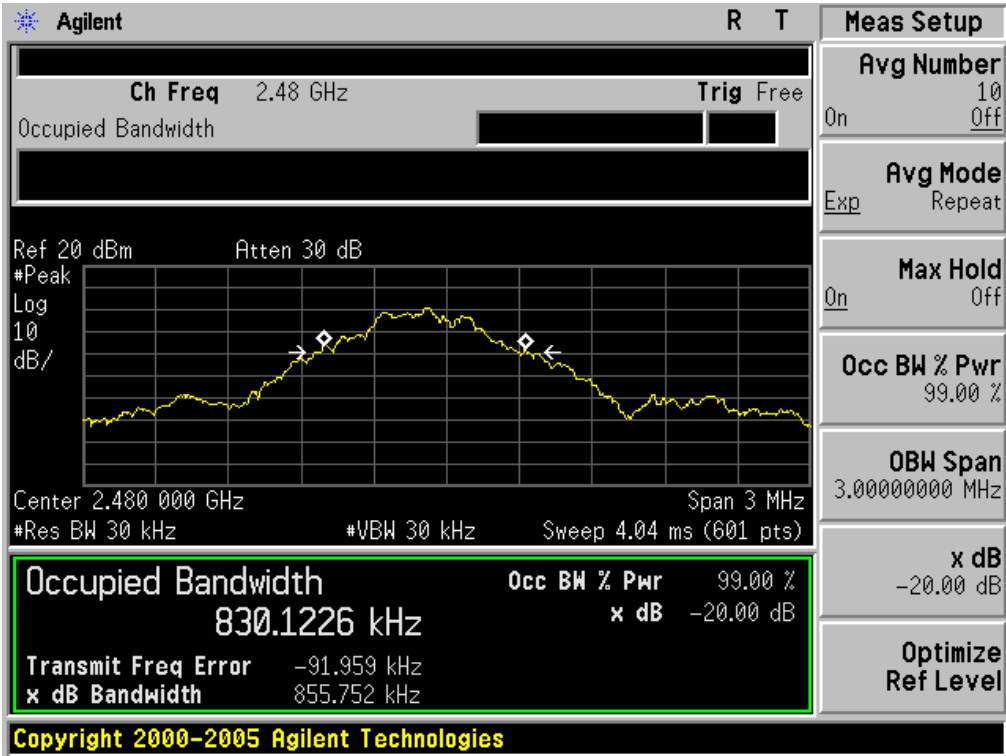 Agilent R T
Meas Setup
Ch Freq 2.48 GHz Trig Free
Occupied Bandwidth
Ref 20 dBm Atten 30 dB
#Peak
Log
10
dB/
Center 2.480 000 GHz Span 3 MHz
#Res BW 30 kHz #VBW 30 kHz Sweep 4.04 ms (601 pts)
Occupied Bandwidth
830.1226 kHz
Occ BW % Pwr 99.00 %
x dB -20.00 dB
Transmit Freq Error -91.959 kHz
x dB Bandwidth 855.752 kHz
Avg Number
10
On Off
Avg Mode
Exp Repeat
Max Hold
On Off
Occ BW % Pwr
99.00 %
OBW Span
3.00000000 MHz
x dB
-20.00 dB
Optimize
Ref Level
Copyright 2000-2005 Agilent Technologies